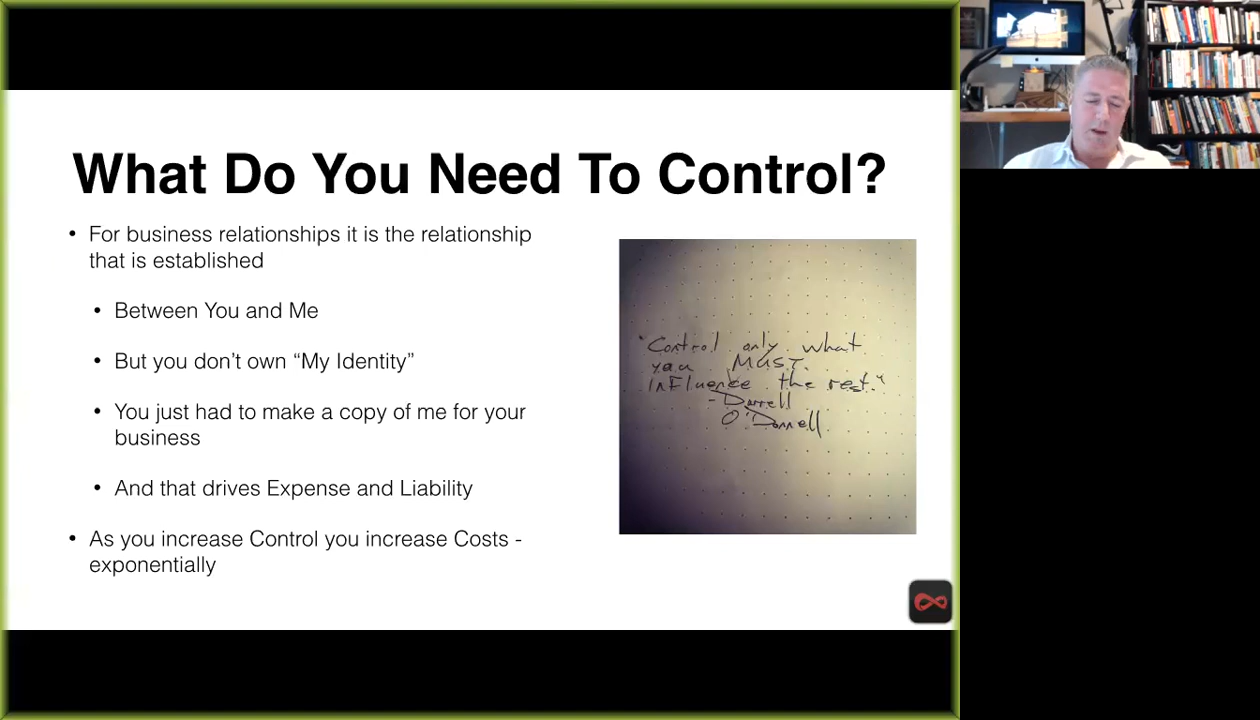 What Do You Need To Control?
• For business relationships it is the relationship
that is established
• Between You and Me
• But you don’t own “My Identity”
• You just had to make a copy of me for your
business
• And that drives Expense and Liability
• As you increase Control you increase Costs -
exponentially
"Control only what
you MUST.
Influence the rest."
- Darrell
O'Donnell